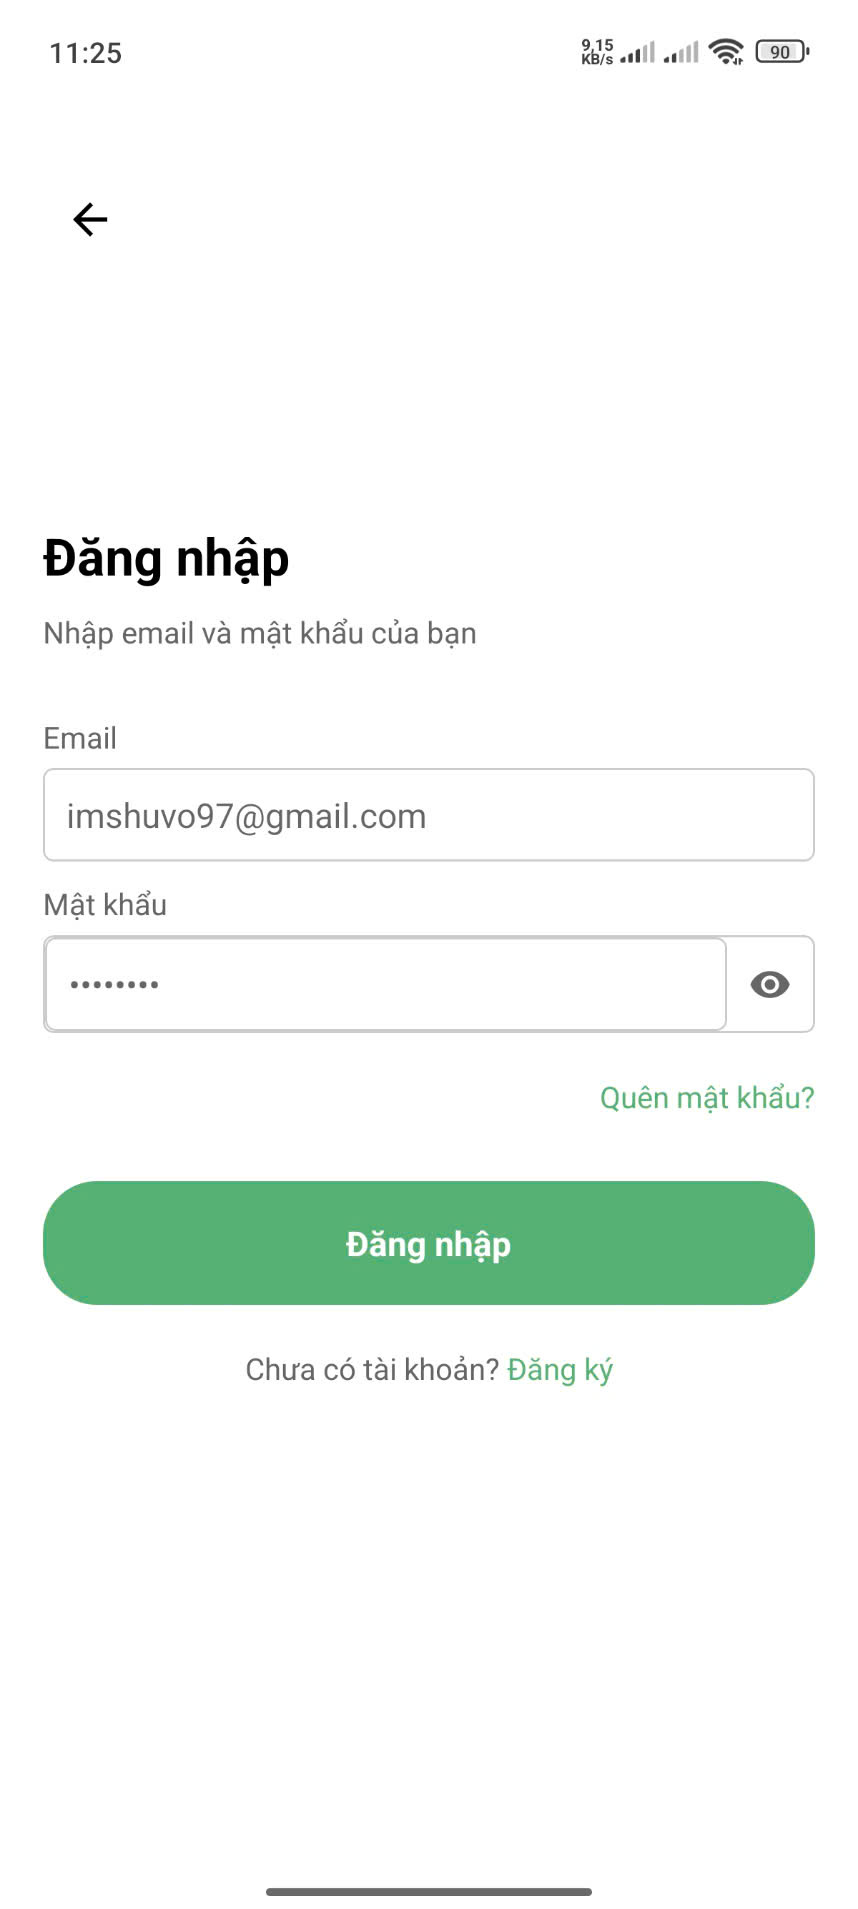 11:25
9,15
KB/s
90
Đăng nhập
Nhập email và mật khẩu của bạn
Email
imshuvo97@gmail.com
Mật khẩu
••••••••
Quên mật khẩu?
Đăng nhập
Chưa có tài khoản? Đăng ký